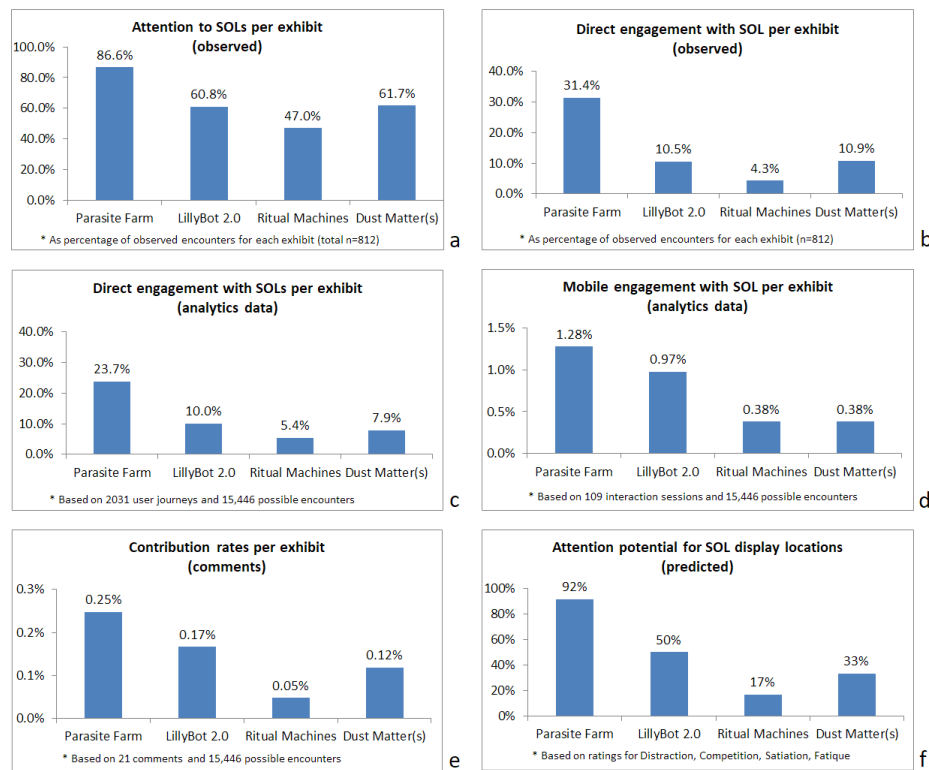 Attention to SOLs per exhibit
(observed)
100.0%
80.0%
60.0%
40.0%
20.0%
0.0%
86.6%
60.8%
47.0%
61.7%
Parasite Farm LillyBot 2.0 Ritual Machines Dust Matter(s)
* As percentage of observed encounters for each exhibit (total n=812)
a
Direct engagement with SOL per exhibit
(observed)
40.0%
30.0%
20.0%
10.0%
0.0%
31.4%
10.5%
4.3%
10.9%
Parasite Farm LillyBot 2.0 Ritual Machines Dust Matter(s)
* As percentage of observed encounters for each exhibit (n=812)
b
Direct engagement with SOLs per exhibit
(analytics data)
40.0%
30.0%
20.0%
10.0%
0.0%
23.7%
10.0%
5.4%
7.9%
Parasite Farm LillyBot 2.0 Ritual Machines Dust Matter(s)
* Based on 2031 user journeys and 15,446 possible encounters
c
Mobile engagement with SOL per exhibit
(analytics data)
1.5%
1.0%
0.5%
0.0%
1.28%
0.97%
0.38%
0.38%
Parasite Farm LillyBot 2.0 Ritual Machines Dust Matter(s)
* Based on 109 interaction sessions and 15,446 possible encounters
d
Contribution rates per exhibit
(comments)
0.3%
0.2%
0.1%
0.0%
0.25%
0.17%
0.05%
0.12%
Parasite Farm LillyBot 2.0 Ritual Machines Dust Matter(s)
* Based on 21 comments and 15,446 possible encounters
e
Attention potential for SOL display locations
(predicted)
100%
80%
60%
40%
20%
0%
92%
50%
17%
33%
Parasite Farm LillyBot 2.0 Ritual Machines Dust Matter(s)
* Based on ratings for Distraction, Competition, Satiation, Fatique
f